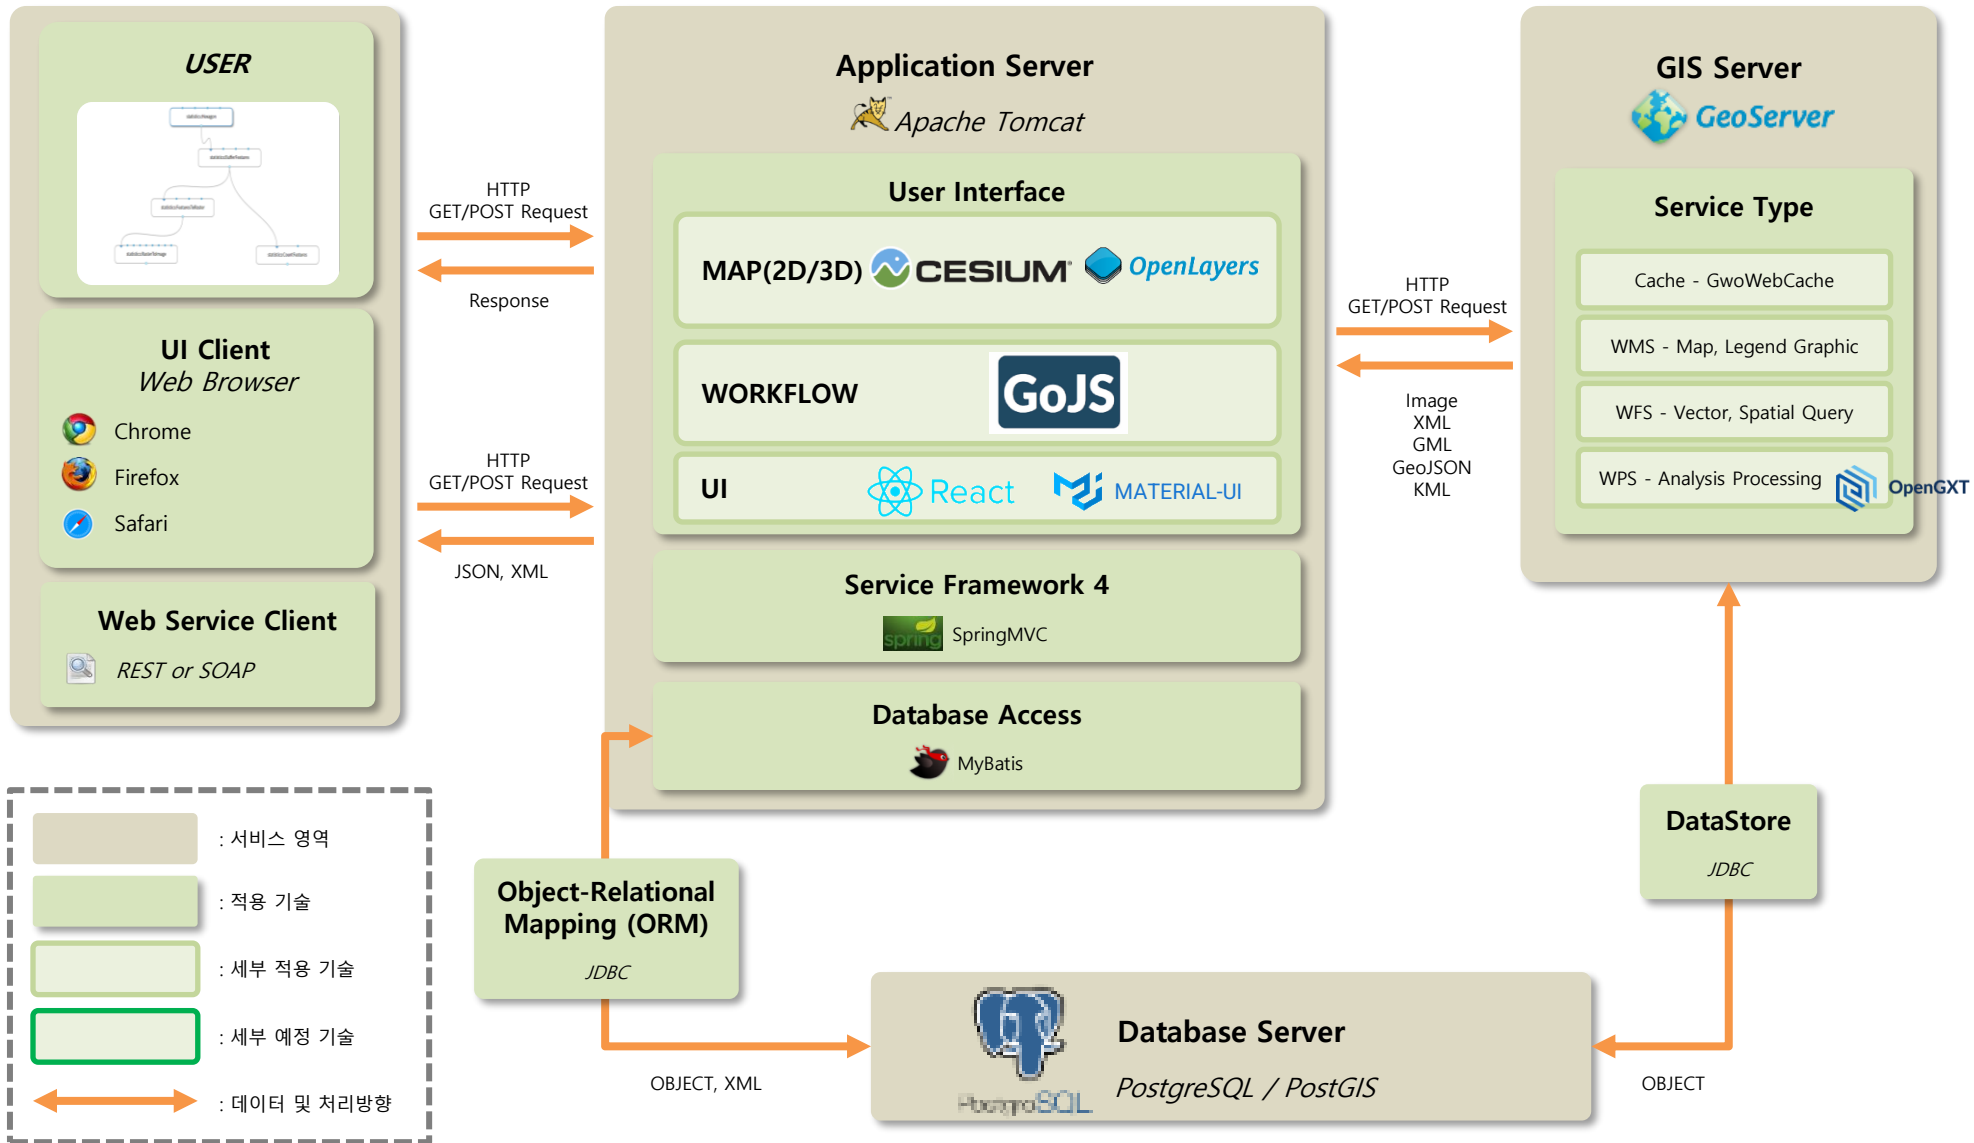 USER
HTTP
GET/POST Request
Response
UI Client
Web Browser
Chrome
Firefox
Safari
HTTP
GET/POST Request
JSON, XML
Web Service Client
REST or SOAP
Application Server
Apache Tomcat
User Interface
MAP(2D/3D)
CESIUM
OpenLayers
WORKFLOW
GoJS
UI
React
MATERIAL-UI
Service Framework 4
spring
SpringMVC
Database Access
MyBatis
HTTP
GET/POST Request
Image
XML
GML
GeoJSON
KML
GIS Server
GeoServer
Service Type
Cache - GwoWebCache
WMS - Map, Legend Graphic
WFS - Vector, Spatial Query
WPS - Analysis Processing
OpenGXT
DataStore
JDBC
Object-Relational
Mapping (ORM)
JDBC
OBJECT, XML
PostgreSQL
Database Server
PostgreSQL / PostGIS
OBJECT
: 서비스 영역
: 적용 기술
: 세부 적용 기술
: 세부 예정 기술
: 데이터 및 처리방향